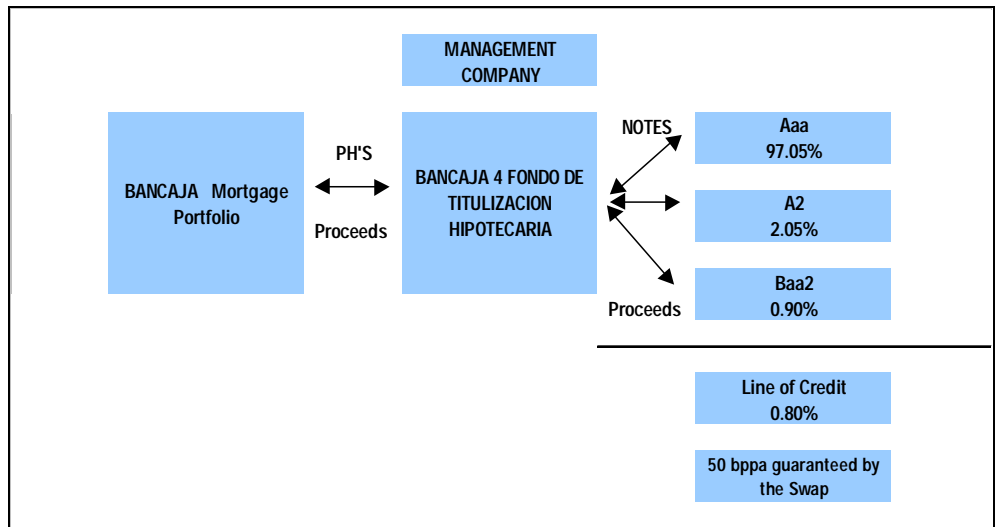 MANAGEMENT
COMPANY
BANCAJA Mortgage
Portfolio
PH'S
Proceeds
BANCAJA 4 FONDO DE
TITULIZACION
HIPOTECARIA
NOTES
Proceeds
Aaa
97.05%
A2
2.05%
Baa2
0.90%
Line of Credit
0.80%
50 bppa guaranteed by
the Swap